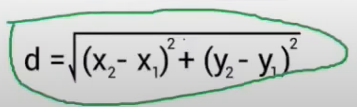 d = √(x₂ - x₁)² + (y₂ - y₁)²